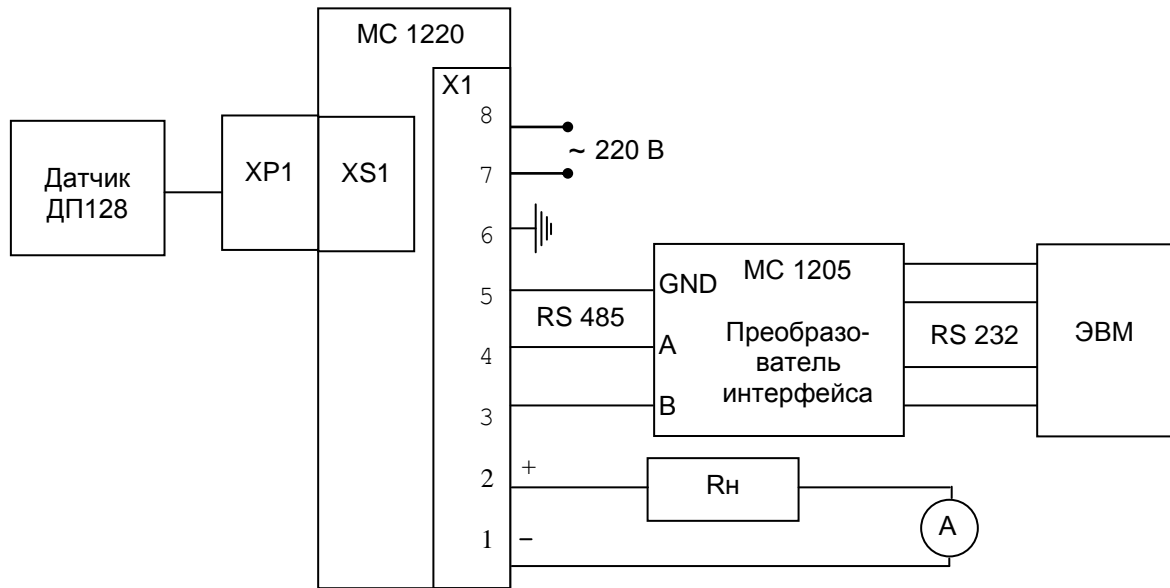 МС 1220
X1
8
~ 220 В
7
6
5
4
3
2
1
+
−
Датчик
ДП128
XP1
XS1
RS 485
GND
A
B
МС 1205
Преобразо-
ватель
интерфейса
RS 232
ЭВМ
Rн
А